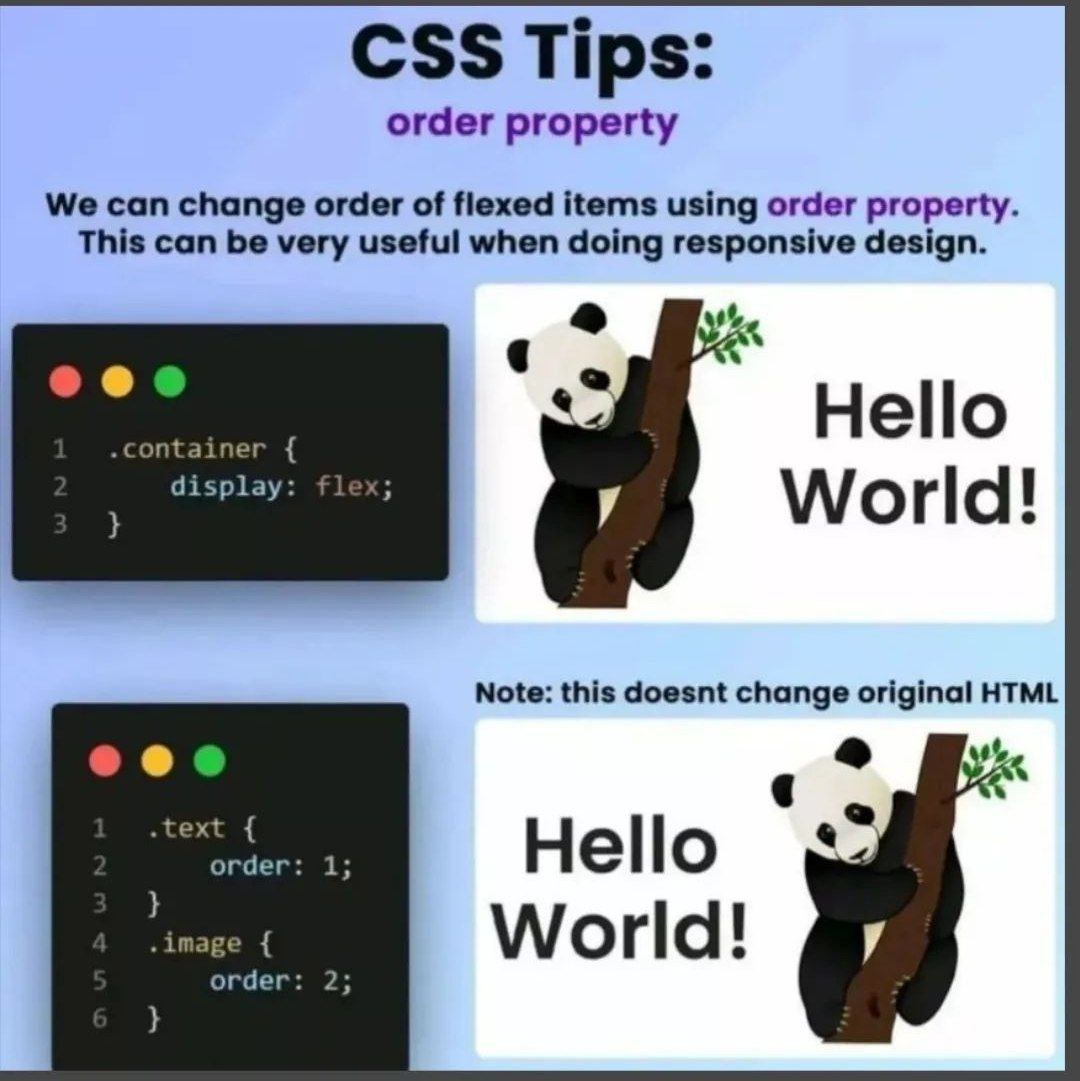 CSS Tips:
order property
We can change order of flexed items using order property.
This can be very useful when doing responsive design.
1 .container {
2 display: flex;
3 }
Hello
World!
Note: this doesnt change original HTML
1 .text {
2 order: 1;
3 }
4 .image {
5 order: 2;
6 }
Hello
World!